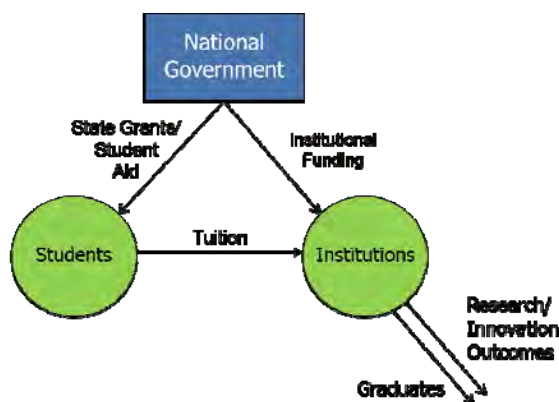 National
Government
State Grants/
Student
Aid
Institutional
Funding
Students
Tuition
Institutions
Research/
Innovation
Outcomes
Graduates